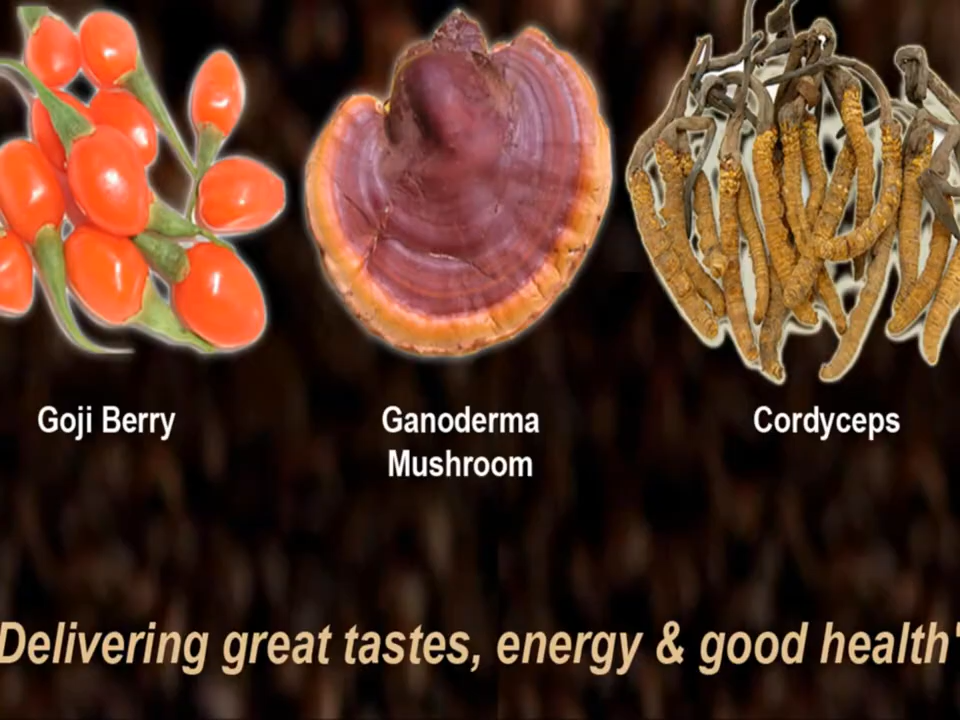 Goji Berry
Ganoderma
Mushroom
Cordyceps
Delivering great tastes, energy & good health"